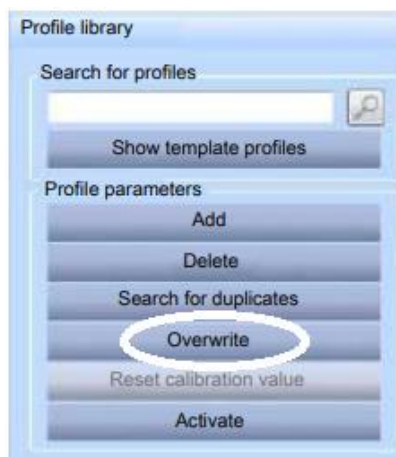 Profile library
Search for profiles
Show template profiles
Profile parameters
Add
Delete
Search for duplicates
Overwrite
Reset calibration value
Activate